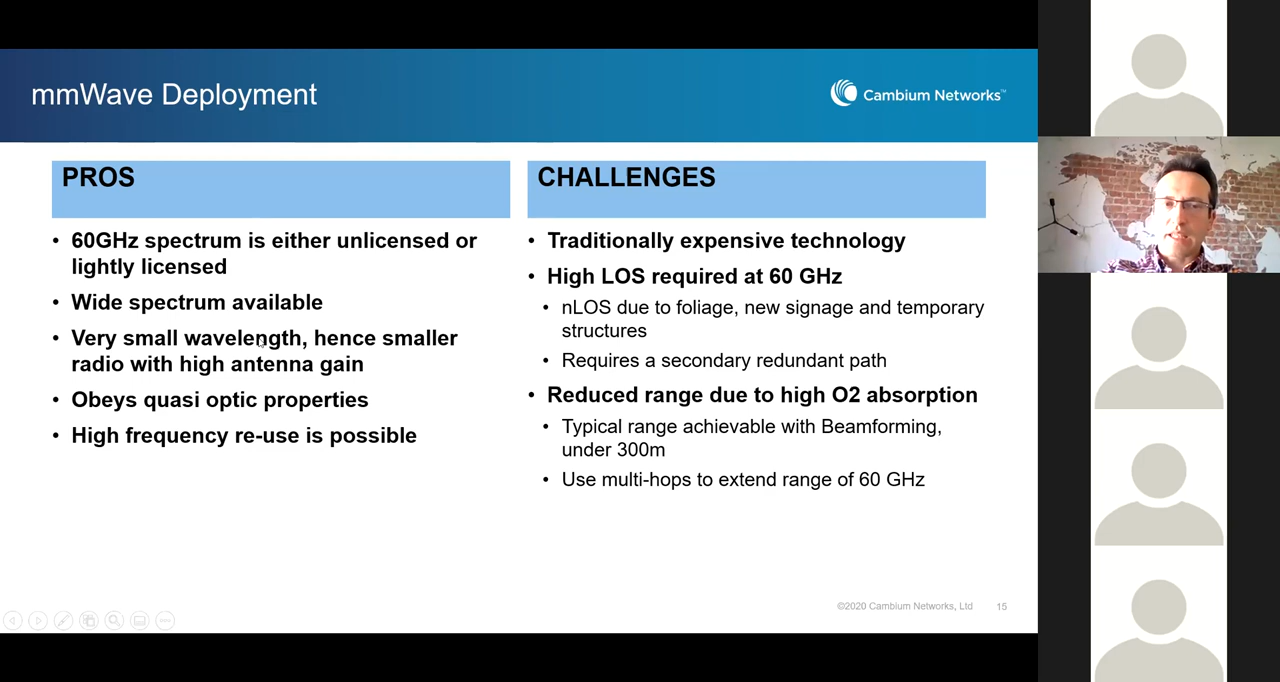 mmWave Deployment
Cambium Networks™
PROS
• 60GHz spectrum is either unlicensed or
lightly licensed
• Wide spectrum available
• Very small wavelength, hence smaller
radio with high antenna gain
• Obeys quasi optic properties
• High frequency re-use is possible
CHALLENGES
• Traditionally expensive technology
• High LOS required at 60 GHz
• nLOS due to foliage, new signage and temporary
structures
• Requires a secondary redundant path
• Reduced range due to high O2 absorption
• Typical range achievable with Beamforming,
under 300m
• Use multi-hops to extend range of 60 GHz
©2020 Cambium Networks, Ltd
15